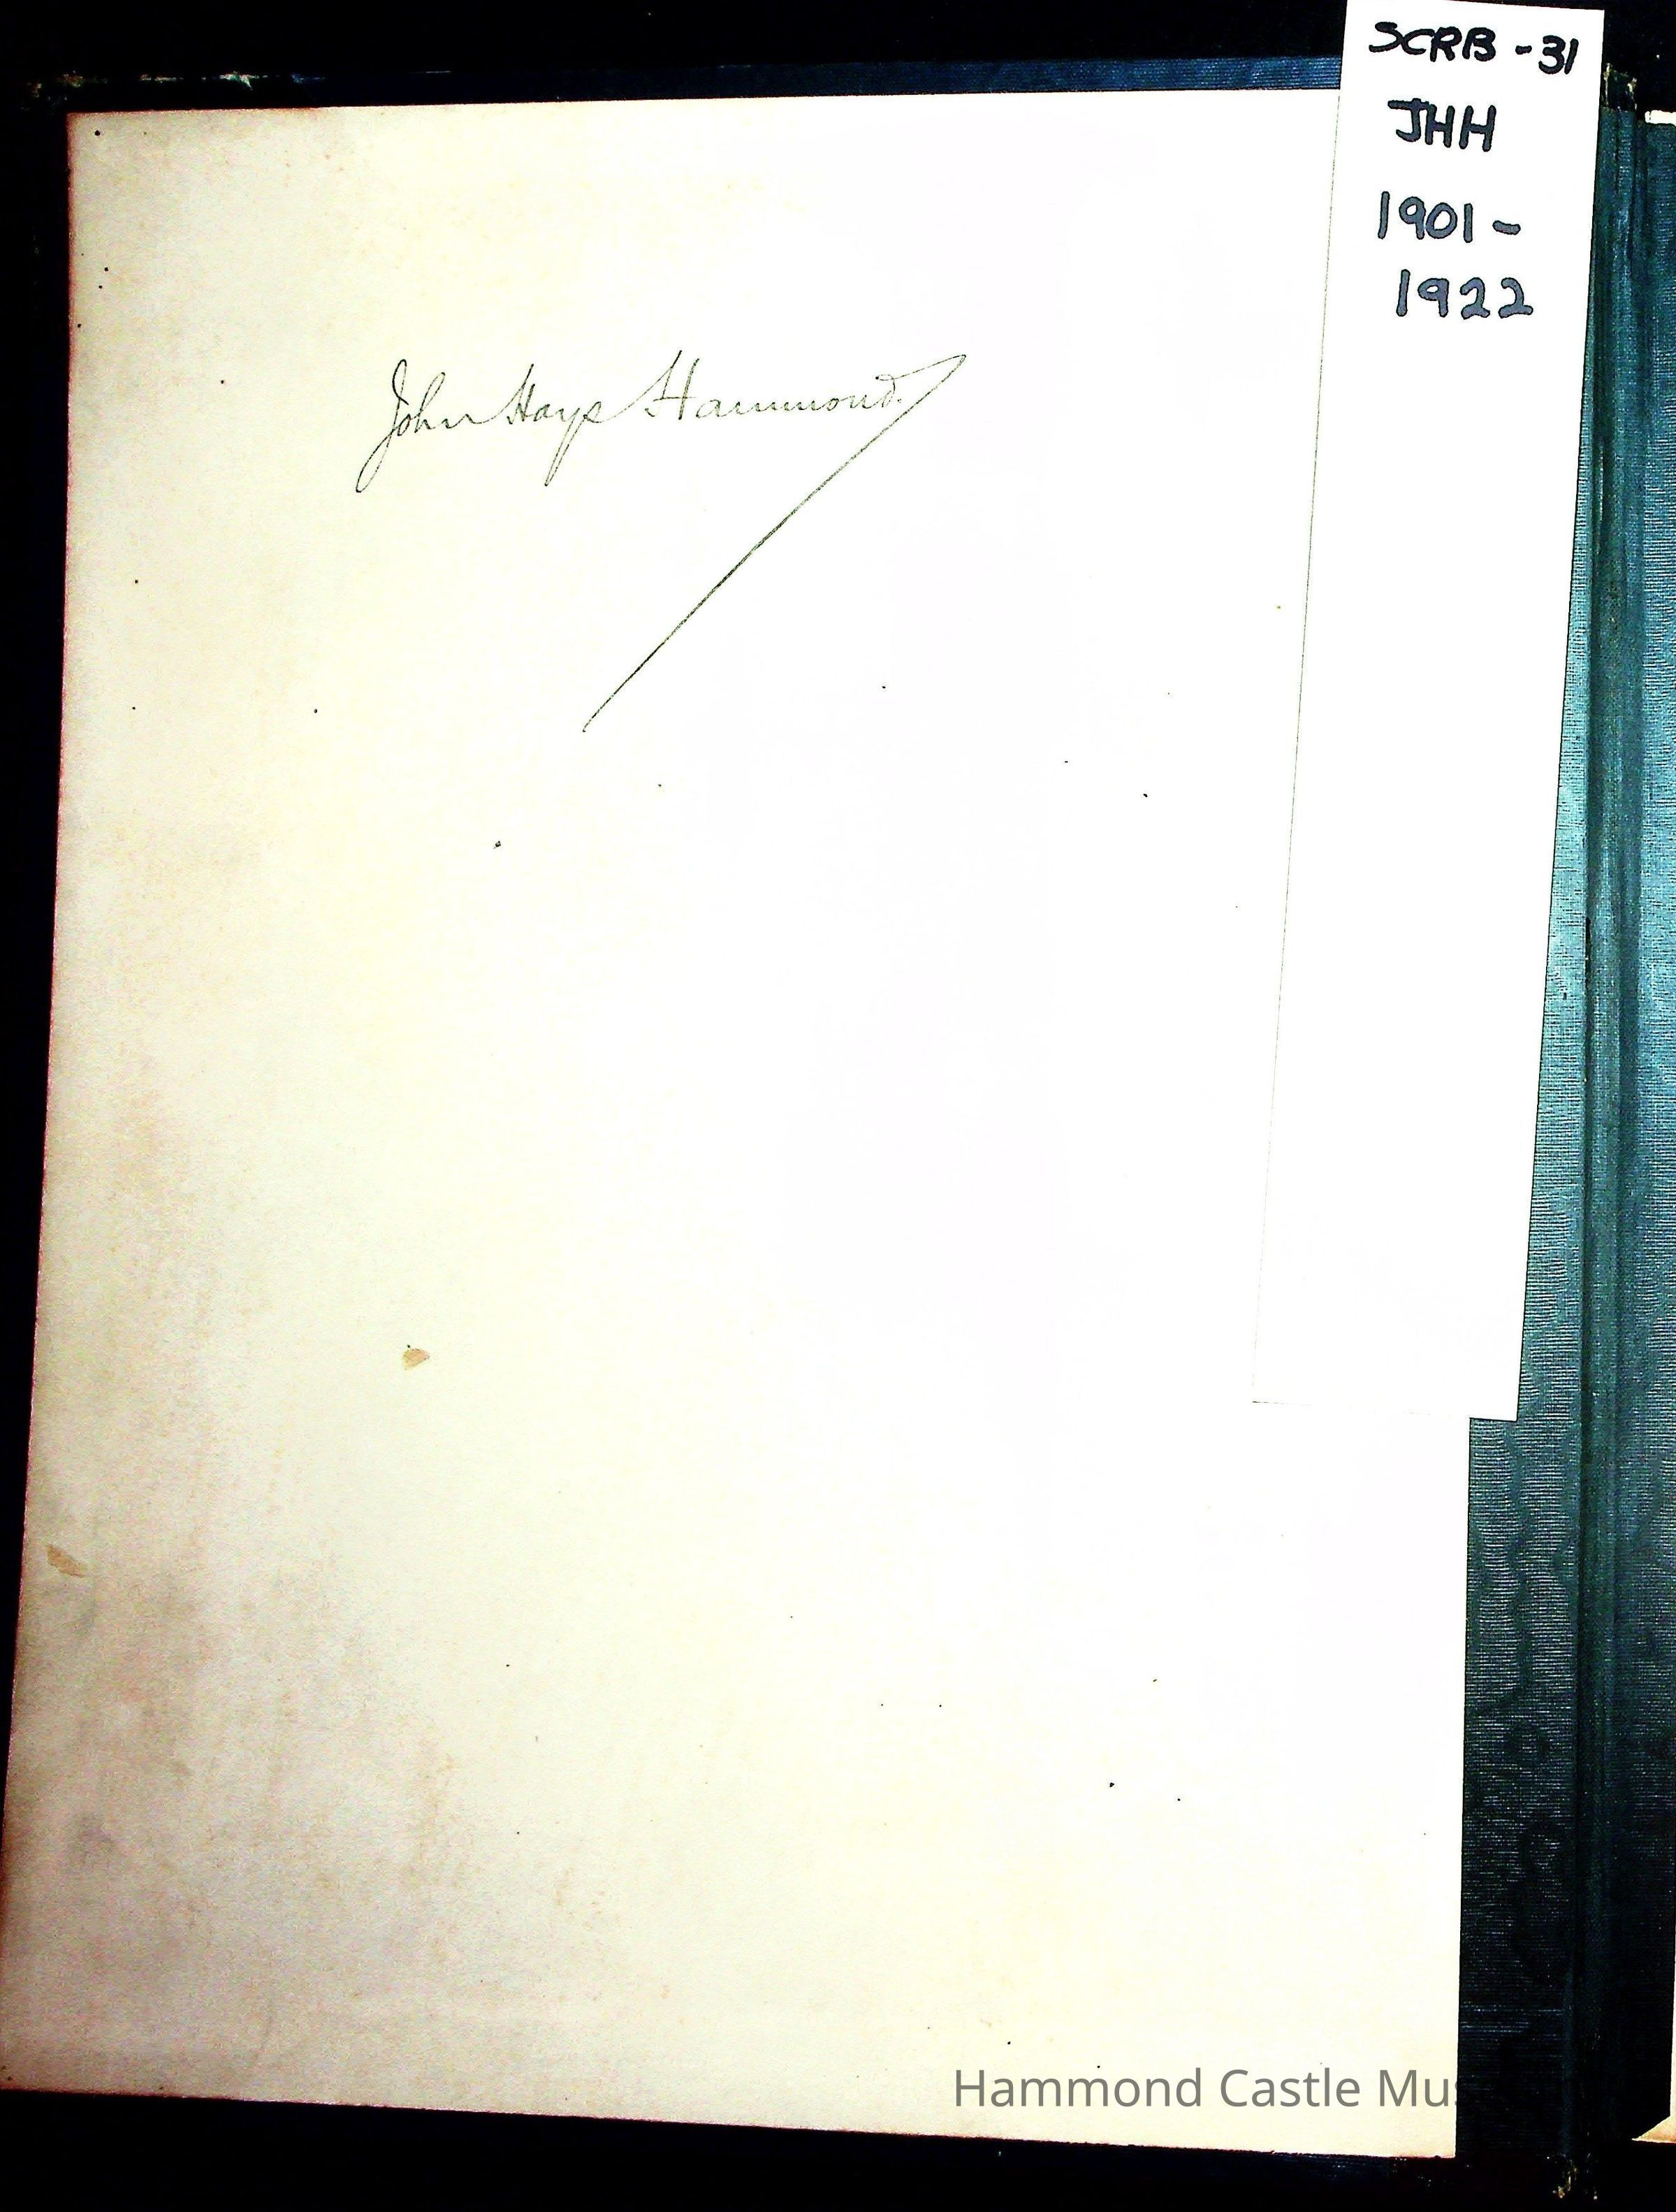 SCRB-31
JHH
1901-
1922
John Hays Hammond.
Hammond Castle Mus